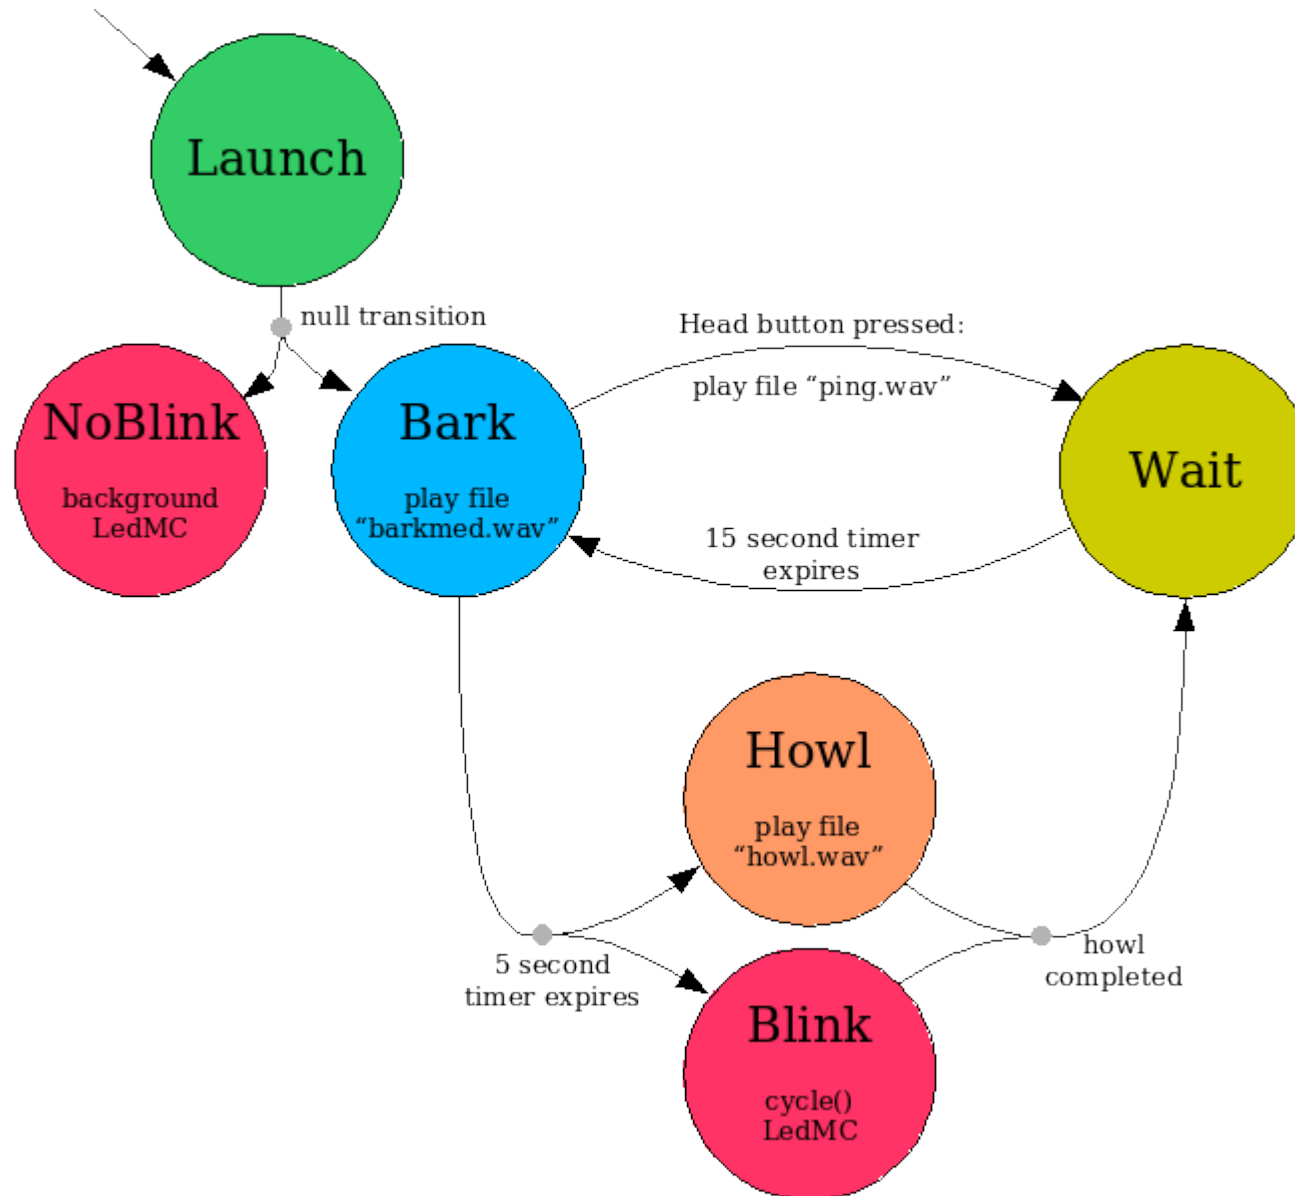 Launch
null transition
NoBlink
background
LedMC
Bark
play file
“barkmed.wav”
Head button pressed:
play file “ping.wav”
Wait
15 second timer
expires
Howl
play file
“howl.wav”
5 second
timer expires
howl
completed
Blink
cycle()
LedMC